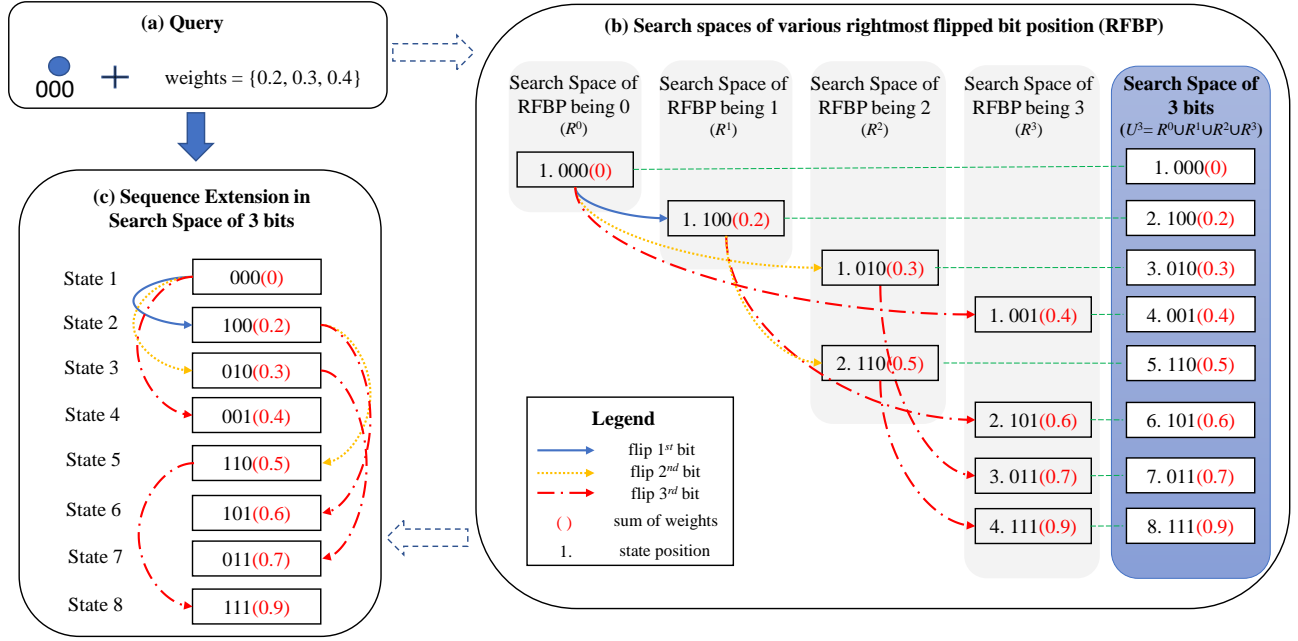 (a) Query
000
+
weights = {0.2, 0.3, 0.4}
(b) Search spaces of various rightmost flipped bit position (RFBP)
Search Space of
RFBP being 0
(R⁰)
Search Space of
RFBP being 1
(R¹)
Search Space of
RFBP being 2
(R²)
Search Space of
RFBP being 3
(R³)
Search Space of
3 bits
(U³= R⁰∪R¹∪R²∪R³)
1. 000(0)
1. 100(0.2)
1. 010(0.3)
1. 001(0.4)
2. 110(0.5)
2. 101(0.6)
3. 011(0.7)
4. 111(0.9)
1. 000(0)
2. 100(0.2)
3. 010(0.3)
4. 001(0.4)
5. 110(0.5)
6. 101(0.6)
7. 011(0.7)
8. 111(0.9)
Legend
flip 1ˢᵗ bit
flip 2ⁿᵈ bit
flip 3ʳᵈ bit
( ) sum of weights
1. state position
(c) Sequence Extension in
Search Space of 3 bits
State 1 000(0)
State 2 100(0.2)
State 3 010(0.3)
State 4 001(0.4)
State 5 110(0.5)
State 6 101(0.6)
State 7 011(0.7)
State 8 111(0.9)